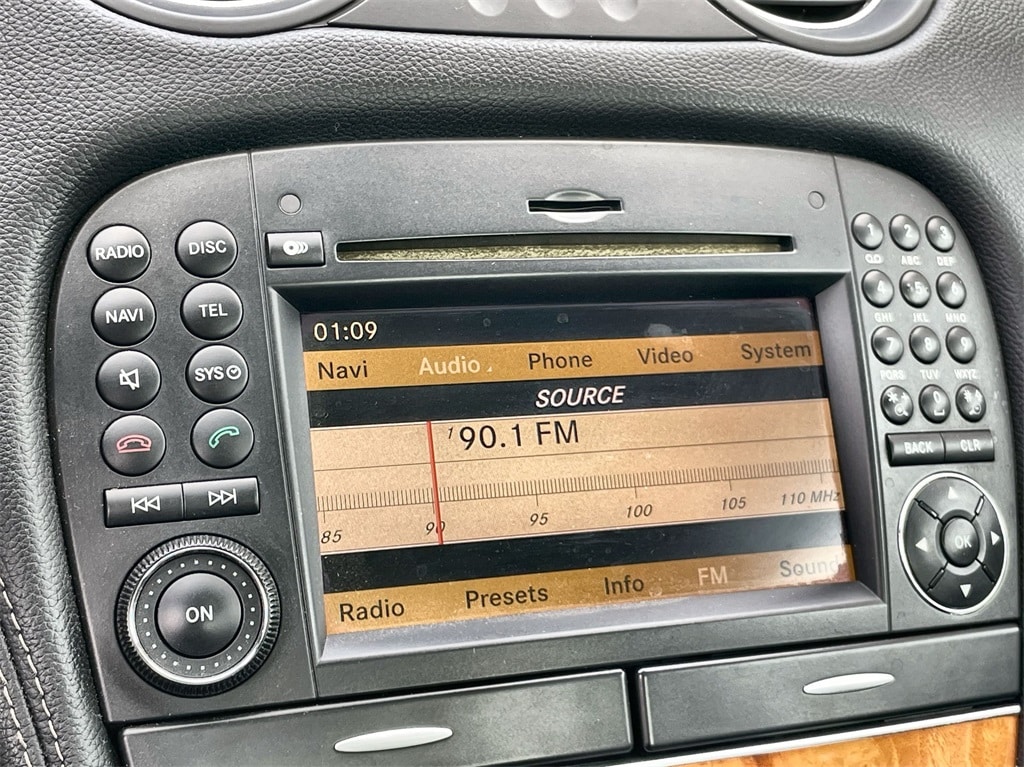 RADIO DISC
NAVI TEL
SYS
ON
01:09
Navi Audio Phone Video System
SOURCE
1 90.1 FM
85 90 95 100 105 110 MHz
Radio Presets Info FM Sound
1 2 3
ABC DEF
4 5 6
GHI JKL MNO
7 8 9
PQRS TUV WXYZ
* 0 #
BACK CLR
OK